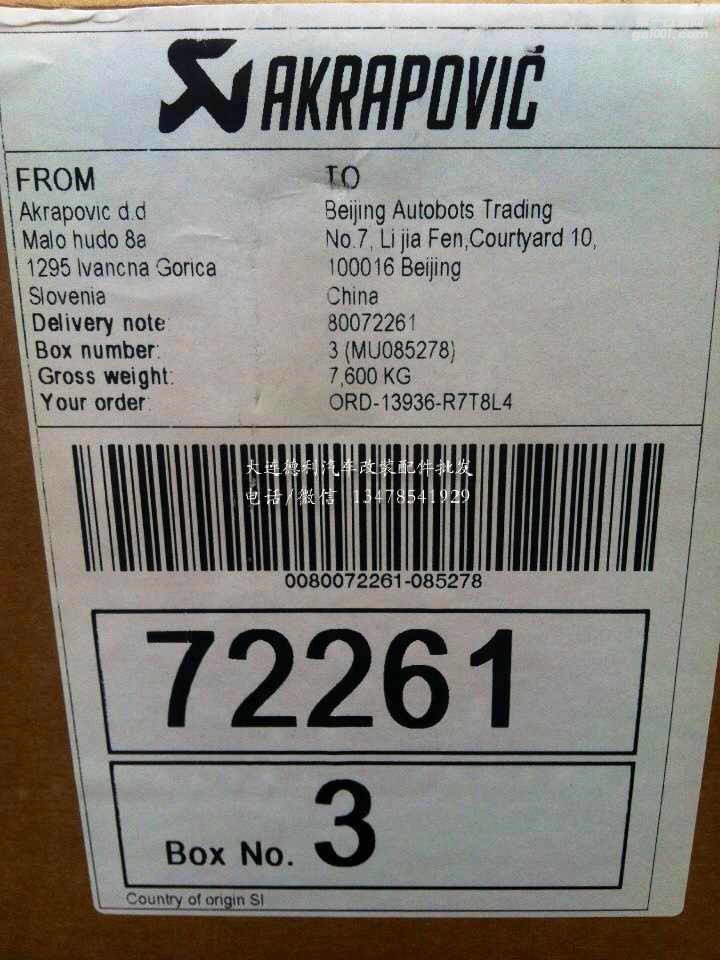 gai001.com
AKRAPOVIČ
FROM
Akrapovic d.d
Malo hudo 8a
1295 Ivancna Gorica
Slovenia
TO
Beijing Autobots Trading
No.7, Li jia Fen,Courtyard 10,
100016 Beijing
China
Delivery note: 80072261
Box number: 3 (MU085278)
Gross weight: 7,600 KG
Your order: ORD-13936-R7T8L4
大连德利汽车改装配件批发
电话/微信 13478541929
0080072261-085278
72261
Box No. 3
Country of origin SI